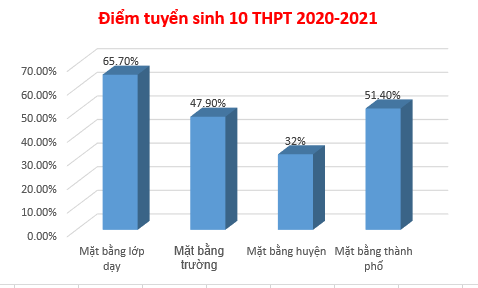 Điểm tuyển sinh 10 THPT 2020-2021
70.00%
60.00%
50.00%
40.00%
30.00%
20.00%
10.00%
0.00%
65.70%
47.90%
32%
51.40%
Mặt bằng lớp
dạy
Mặt bằng
trường
Mặt bằng huyện
Mặt bằng thành
phố